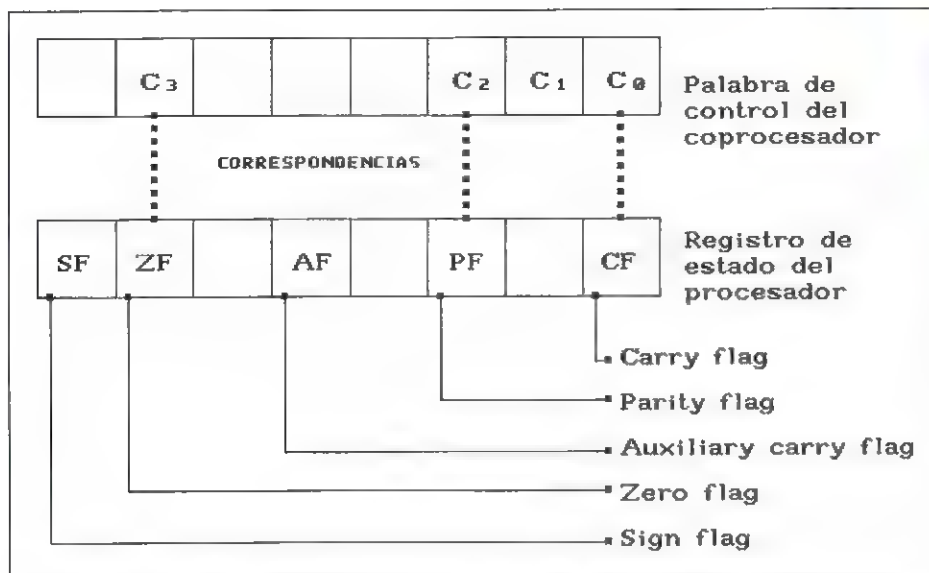 C3 C2 C1 C0
Palabra de
control del
coprocesador
CORRESPONDENCIAS
SF ZF AF PF CF
Registro de
estado del
procesador
Carry flag
Parity flag
Auxiliary carry flag
Zero flag
Sign flag